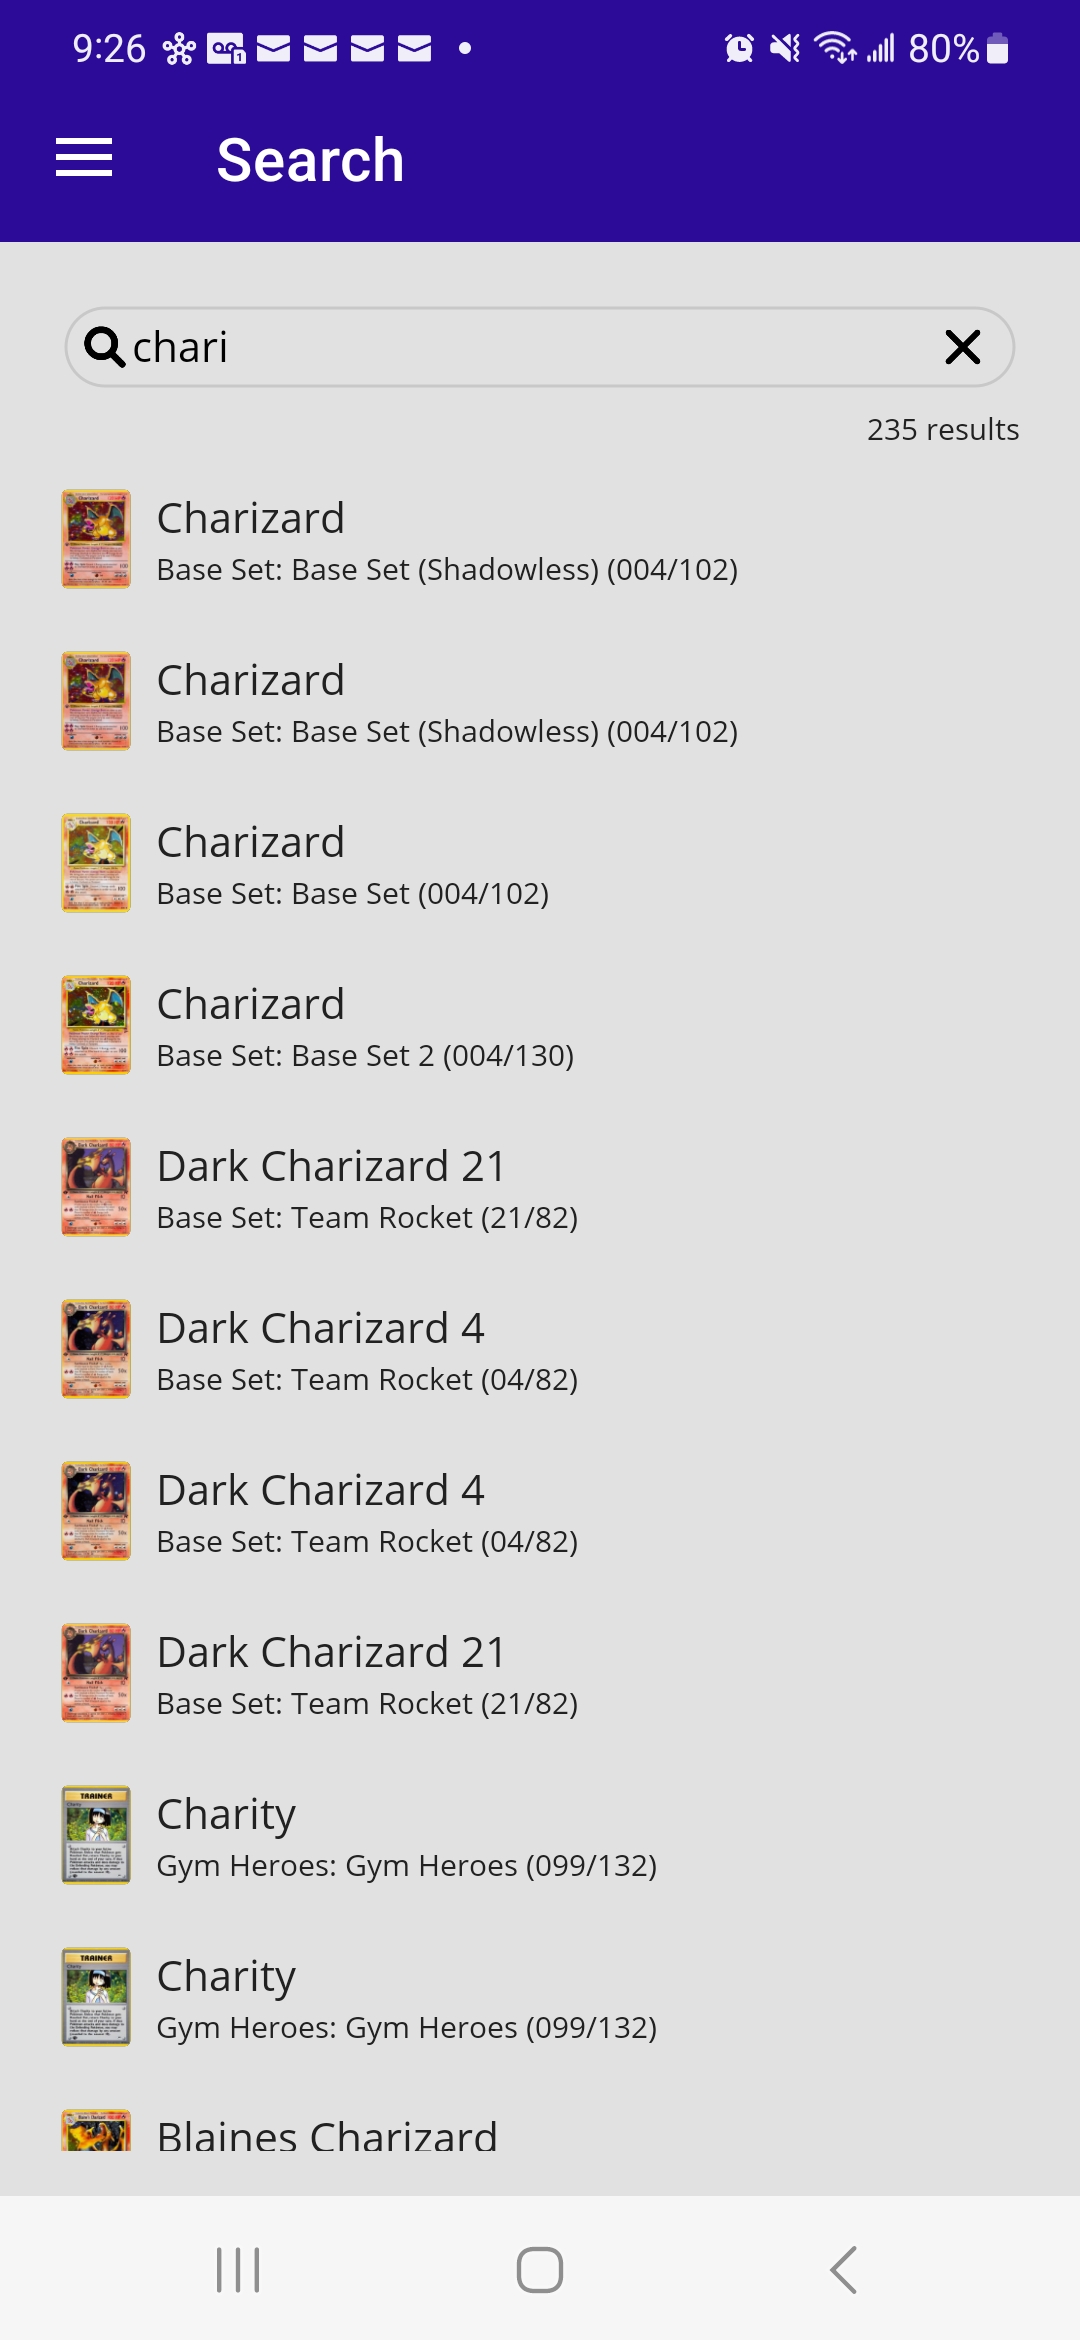 9:26
80%
Search
chari
235 results
Charizard
Base Set: Base Set (Shadowless) (004/102)
Charizard
Base Set: Base Set (Shadowless) (004/102)
Charizard
Base Set: Base Set (004/102)
Charizard
Base Set: Base Set 2 (004/130)
Dark Charizard 21
Base Set: Team Rocket (21/82)
Dark Charizard 4
Base Set: Team Rocket (04/82)
Dark Charizard 4
Base Set: Team Rocket (04/82)
Dark Charizard 21
Base Set: Team Rocket (21/82)
TRAINER
Charity
Gym Heroes: Gym Heroes (099/132)
TRAINER
Charity
Gym Heroes: Gym Heroes (099/132)
Blaines Charizard